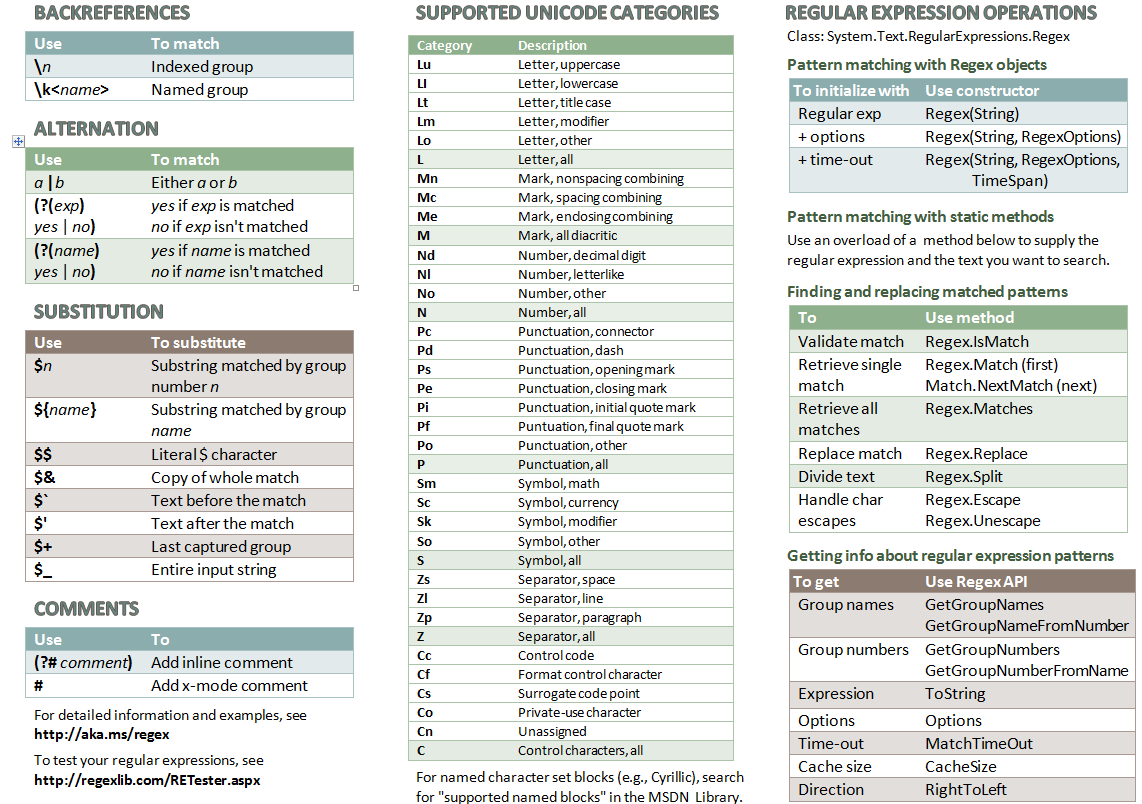 BACKREFERENCES
Use To match
\n Indexed group
\k<name> Named group
ALTERNATION
Use To match
a | b Either a or b
(?(exp) yes if exp is matched
yes | no) no if exp isn't matched
(?(name) yes if name is matched
yes | no) no if name isn't matched
SUBSTITUTION
Use To substitute
$n Substring matched by group
number n
${name} Substring matched by group
name
$$ Literal $ character
$& Copy of whole match
$` Text before the match
$' Text after the match
$+ Last captured group
$_ Entire input string
COMMENTS
Use To
(?# comment) Add inline comment
# Add x-mode comment
For detailed information and examples, see
http://aka.ms/regex
To test your regular expressions, see
http://regexlib.com/RETester.aspx
SUPPORTED UNICODE CATEGORIES
Category Description
Lu Letter, uppercase
Ll Letter, lowercase
Lt Letter, title case
Lm Letter, modifier
Lo Letter, other
L Letter, all
Mn Mark, nonspacing combining
Mc Mark, spacing combining
Me Mark, enclosing combining
M Mark, all diacritic
Nd Number, decimal digit
Nl Number, letterlike
No Number, other
N Number, all
Pc Punctuation, connector
Pd Punctuation, dash
Ps Punctuation, opening mark
Pe Punctuation, closing mark
Pi Punctuation, initial quote mark
Pf Puntuation, final quote mark
Po Punctuation, other
P Punctuation, all
Sm Symbol, math
Sc Symbol, currency
Sk Symbol, modifier
So Symbol, other
S Symbol, all
Zs Separator, space
Zl Separator, line
Zp Separator, paragraph
Z Separator, all
Cc Control code
Cf Format control character
Cs Surrogate code point
Co Private-use character
Cn Unassigned
C Control characters, all
For named character set blocks (e.g., Cyrillic), search
for "supported named blocks" in the MSDN Library.
REGULAR EXPRESSION OPERATIONS
Class: System.Text.RegularExpressions.Regex
Pattern matching with Regex objects
To initialize with Use constructor
Regular exp Regex(String)
+ options Regex(String, RegexOptions)
+ time-out Regex(String, RegexOptions,
TimeSpan)
Pattern matching with static methods
Use an overload of a method below to supply the
regular expression and the text you want to search.
Finding and replacing matched patterns
To Use method
Validate match Regex.IsMatch
Retrieve single Regex.Match (first)
match Match.NextMatch (next)
Retrieve all Regex.Matches
matches
Replace match Regex.Replace
Divide text Regex.Split
Handle char Regex.Escape
escapes Regex.Unescape
Getting info about regular expression patterns
To get Use Regex API
Group names GetGroupNames
GetGroupNameFromNumber
Group numbers GetGroupNumbers
GetGroupNumberFromName
Expression ToString
Options Options
Time-out MatchTimeOut
Cache size CacheSize
Direction RightToLeft